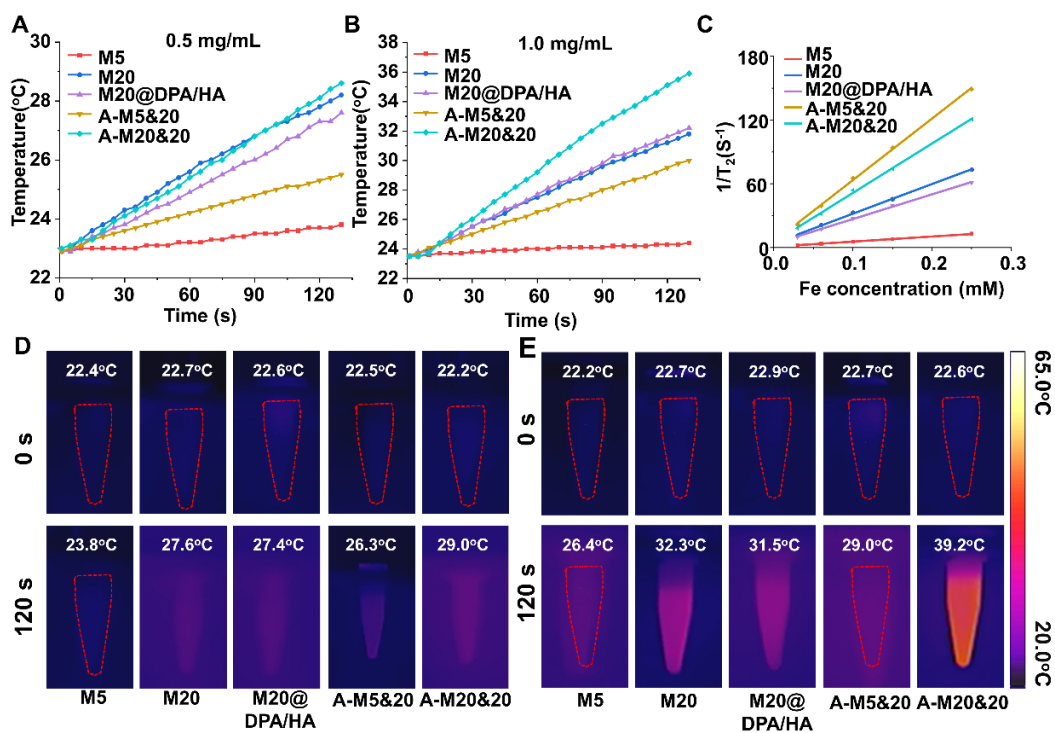 A
0.5 mg/mL
Temperature(°C)
30
28
26
24
22
M5
M20
M20@DPA/HA
A-M5&20
A-M20&20
0
30
60
90
120
Time (s)
B
1.0 mg/mL
Temperature(°C)
38
36
34
32
30
28
26
24
22
M5
M20
M20@DPA/HA
A-M5&20
A-M20&20
0
30
60
90
120
Time (s)
C
1/T₂(S⁻¹)
180
120
60
0
M5
M20
M20@DPA/HA
A-M5&20
A-M20&20
0.0
0.1
0.2
0.3
Fe concentration (mM)
D
0 s
22.4°C 22.7°C 22.6°C 22.5°C 22.2°C
120 s
23.8°C 27.6°C 27.4°C 26.3°C 29.0°C
M5 M20 M20@ A-M5&20 A-M20&20
DPA/HA
E
0 s
22.2°C 22.7°C 22.9°C 22.7°C 22.6°C
120 s
26.4°C 32.3°C 31.5°C 29.0°C 39.2°C
M5 M20 M20@ A-M5&20 A-M20&20
DPA/HA
65.0°C
20.0°C